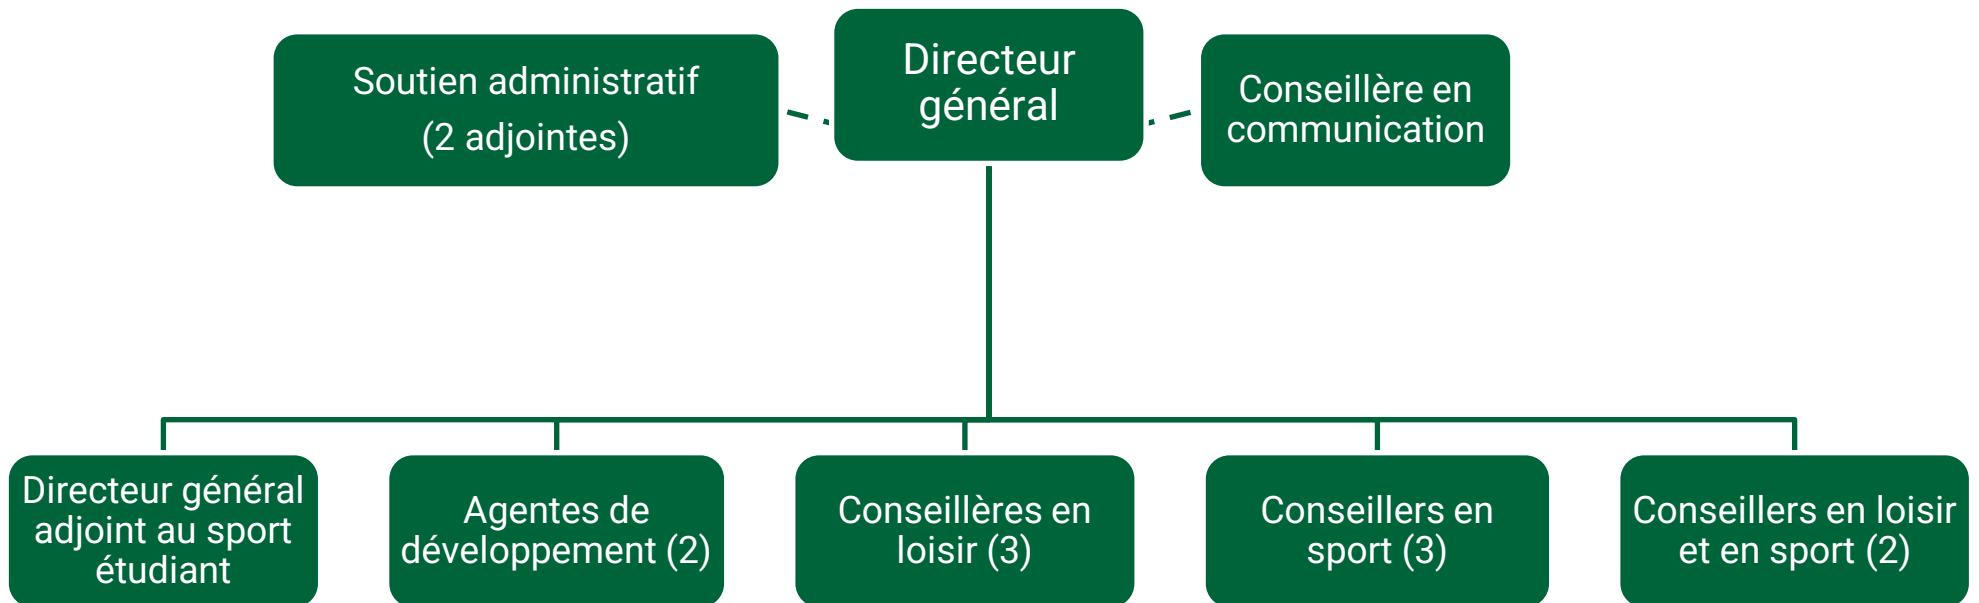 Soutien administratif
(2 adjointes)
Directeur
général
Conseillère en
communication
Directeur général
adjoint au sport
étudiant
Agentes de
développement (2)
Conseillères en
loisir (3)
Conseillers en
sport (3)
Conseillers en loisir
et en sport (2)